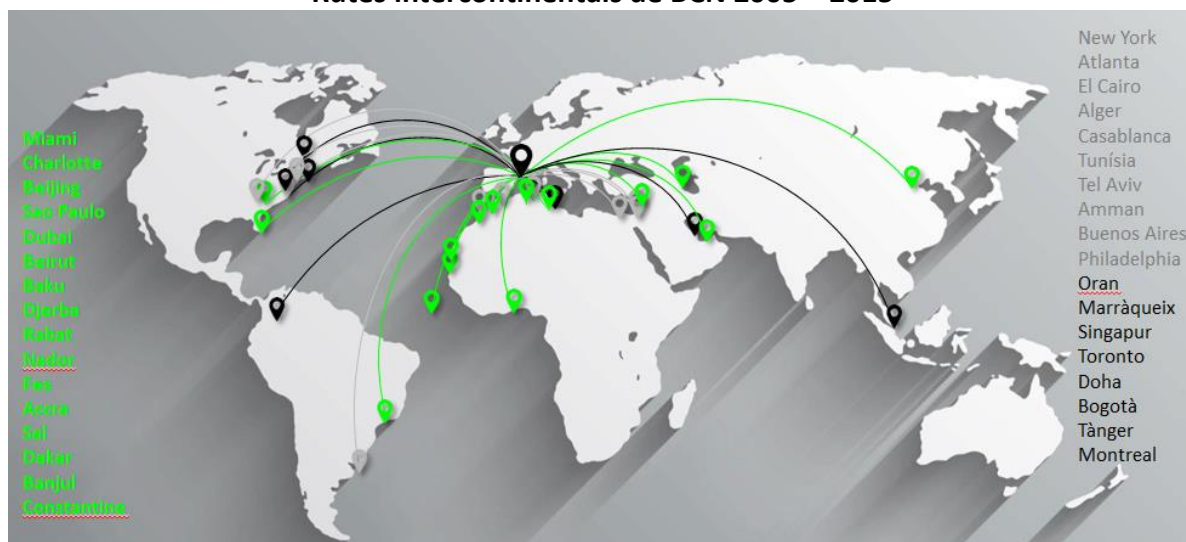 Rutes intercontinentals de BCN
Miami
Charlotte
Beijing
Sao Paulo
Dubai
Beirut
Baku
Djerba
Rabat
Nador
Fes
Accra
Sal
Dakar
Banjul
Constantine
New York
Atlanta
El Cairo
Alger
Casablanca
Tunísia
Tel Aviv
Amman
Buenos Aires
Philadelphia
Oran
Marràqueix
Singapur
Toronto
Doha
Bogotà
Tànger
Montreal